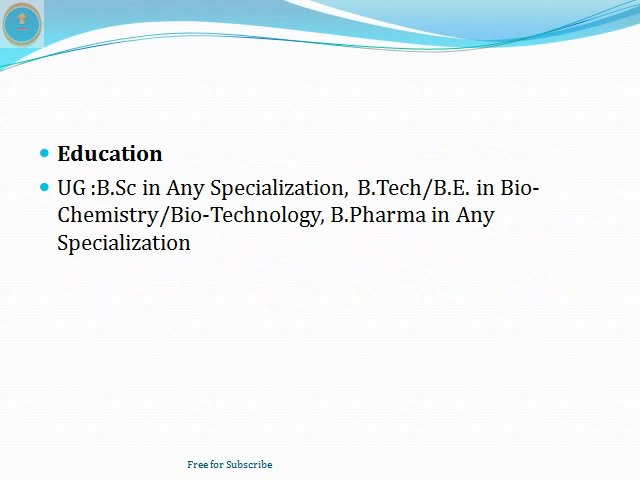 Education
UG :B.Sc in Any Specialization, B.Tech/B.E. in Bio-
Chemistry/Bio-Technology, B.Pharma in Any
Specialization
Free for Subscribe